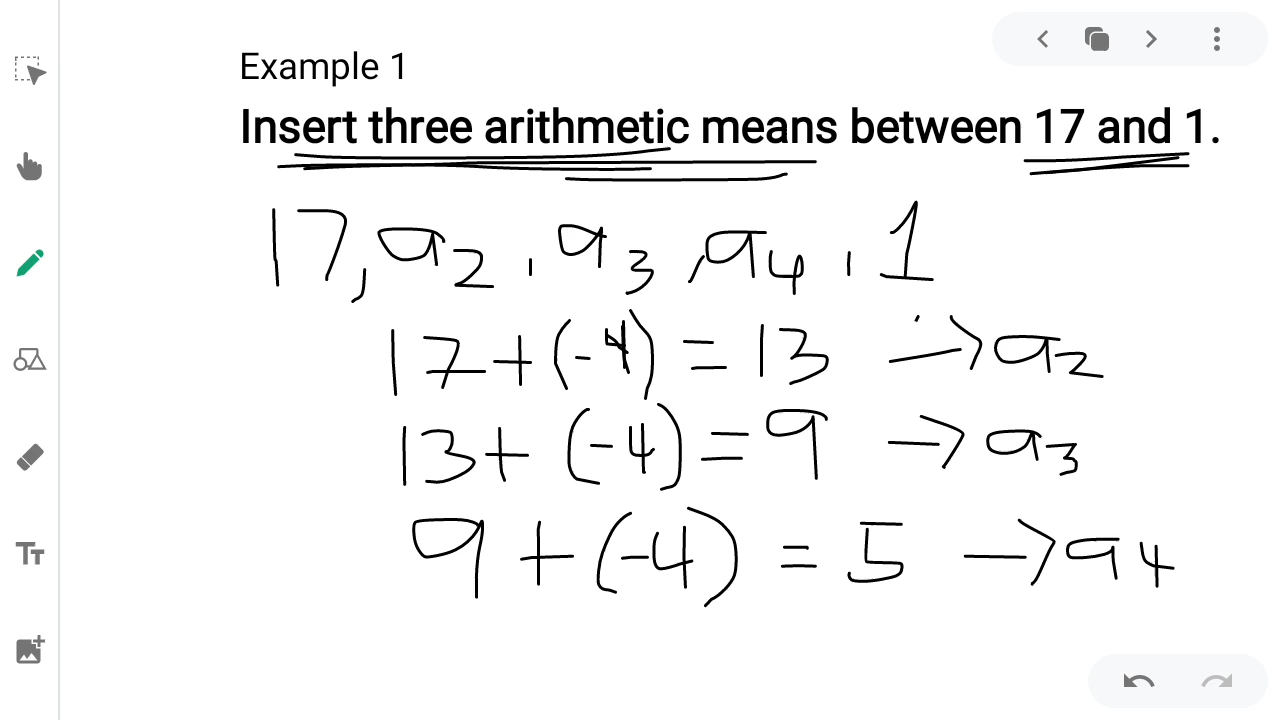 Example 1
Insert three arithmetic means between 17 and 1.
17, a2, a3, a4, 1
17 + (-4) = 13 → a2
13 + (-4) = 9 → a3
9 + (-4) = 5 → a4
Tт